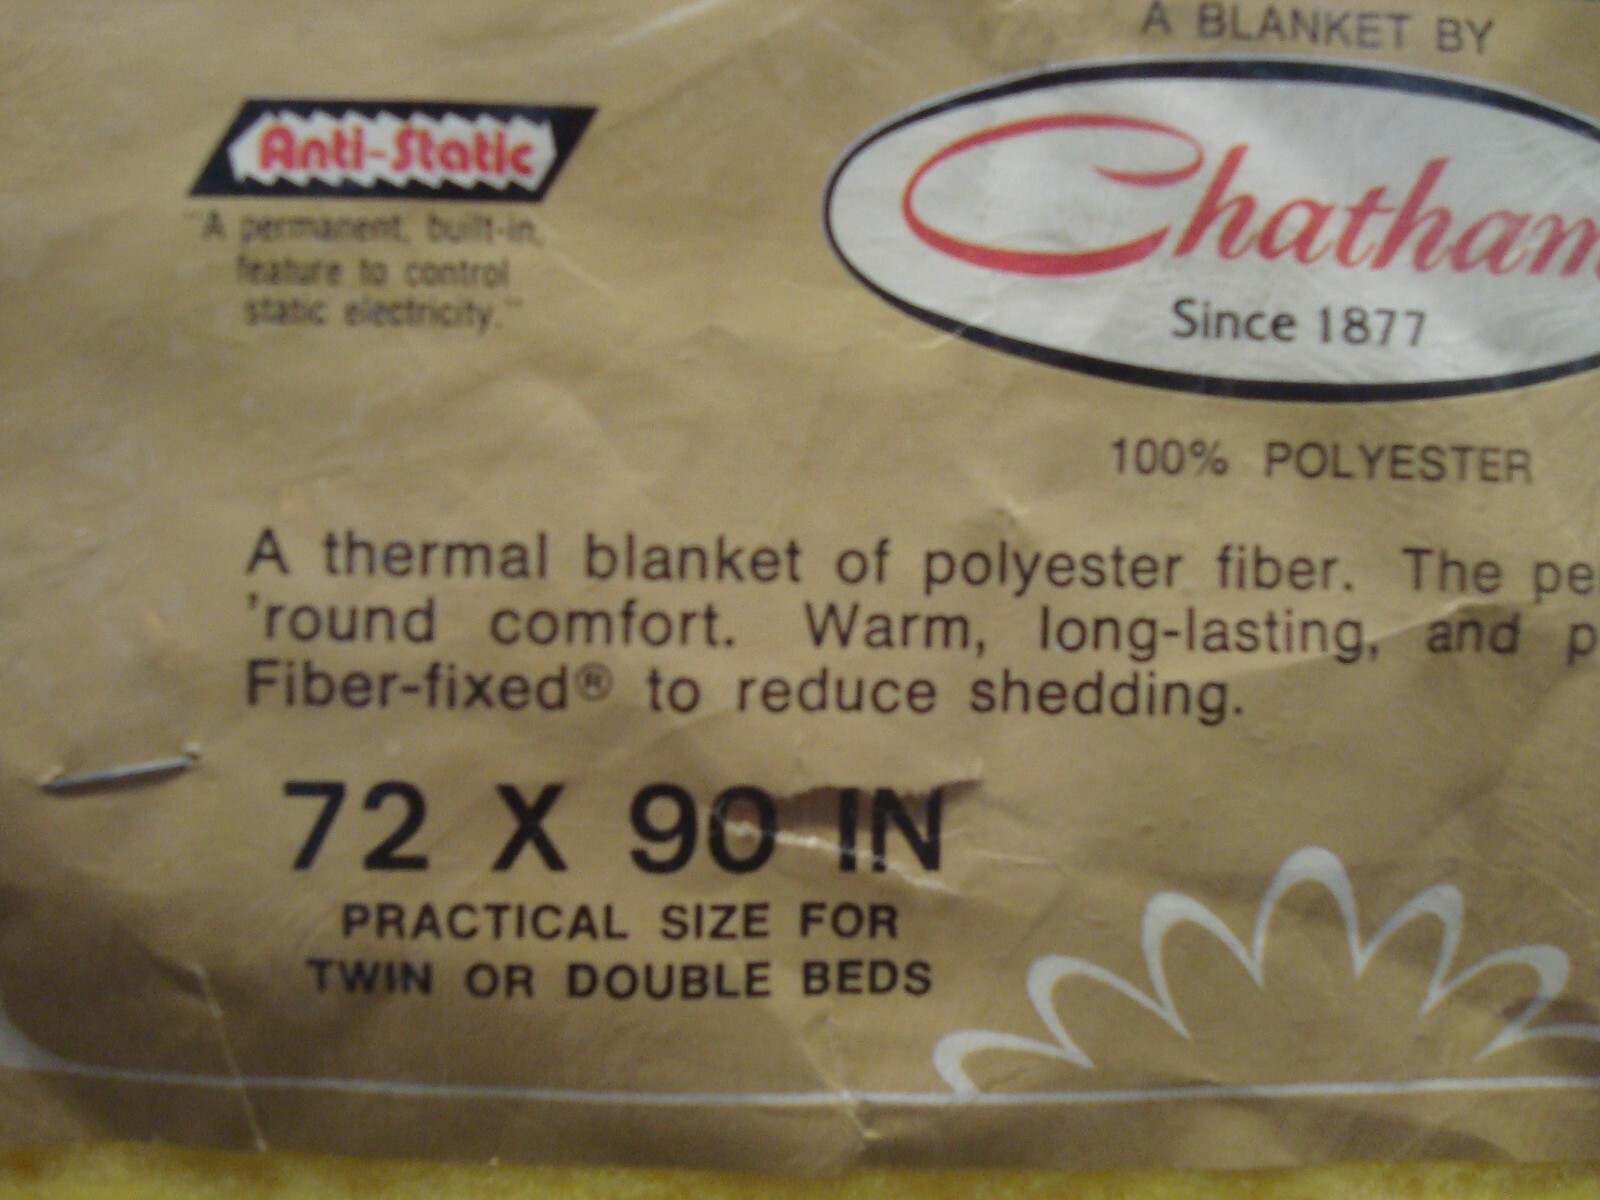 A BLANKET BY
Chatham
Since 1877
Anti-Static
"A permanent, built-in,
feature to control
static electricity."
100% POLYESTER
A thermal blanket of polyester fiber. The pe
'round comfort. Warm, long-lasting, and p
Fiber-fixed® to reduce shedding.
72 X 90 IN
PRACTICAL SIZE FOR
TWIN OR DOUBLE BEDS